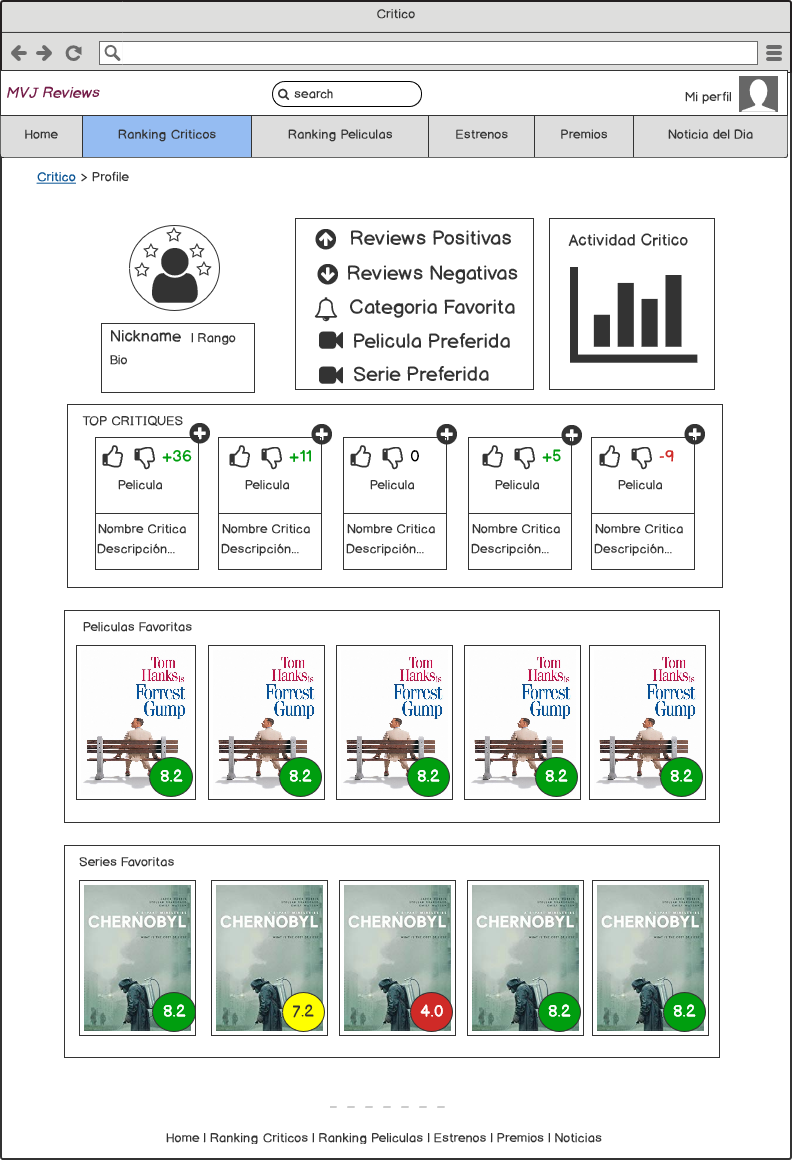 Critico
MVJ Reviews
search
Mi perfil
Home
Ranking Criticos
Ranking Peliculas
Estrenos
Premios
Noticia del Dia
Critico > Profile
Nickname | Rango
Bio
Reviews Positivas
Reviews Negativas
Categoria Favorita
Pelicula Preferida
Serie Preferida
Actividad Critico
TOP CRITIQUES
+36
Pelicula
Nombre Critica
Descripción...
+11
Pelicula
Nombre Critica
Descripción...
0
Pelicula
Nombre Critica
Descripción...
+5
Pelicula
Nombre Critica
Descripción...
-9
Pelicula
Nombre Critica
Descripción...
Peliculas Favoritas
Tom
Hanks is
Forrest
Gump
8.2
Tom
Hanks is
Forrest
Gump
8.2
Tom
Hanks is
Forrest
Gump
8.2
Tom
Hanks is
Forrest
Gump
8.2
Tom
Hanks is
Forrest
Gump
8.2
Series Favoritas
CHERNOBYL
8.2
CHERNOBYL
7.2
CHERNOBYL
4.0
CHERNOBYL
8.2
CHERNOBYL
8.2
Home | Ranking Criticos | Ranking Peliculas | Estrenos | Premios | Noticias